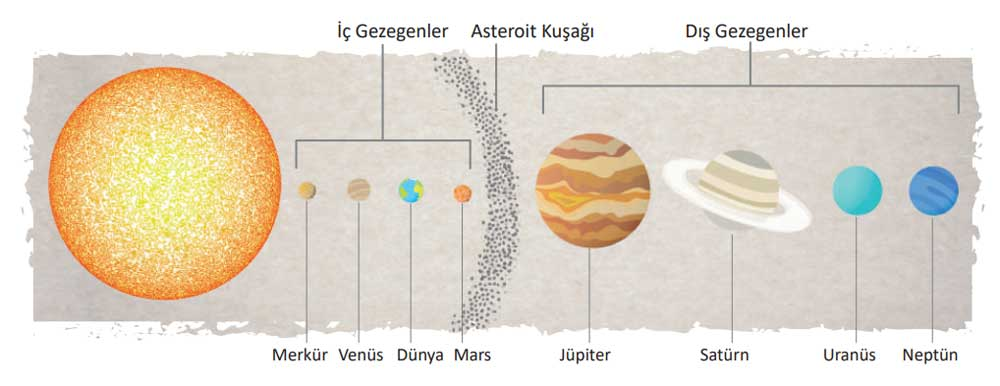 İç Gezegenler
Asteroit Kuşağı
Dış Gezegenler
Merkür
Venüs
Dünya
Mars
Jüpiter
Satürn
Uranüs
Neptün